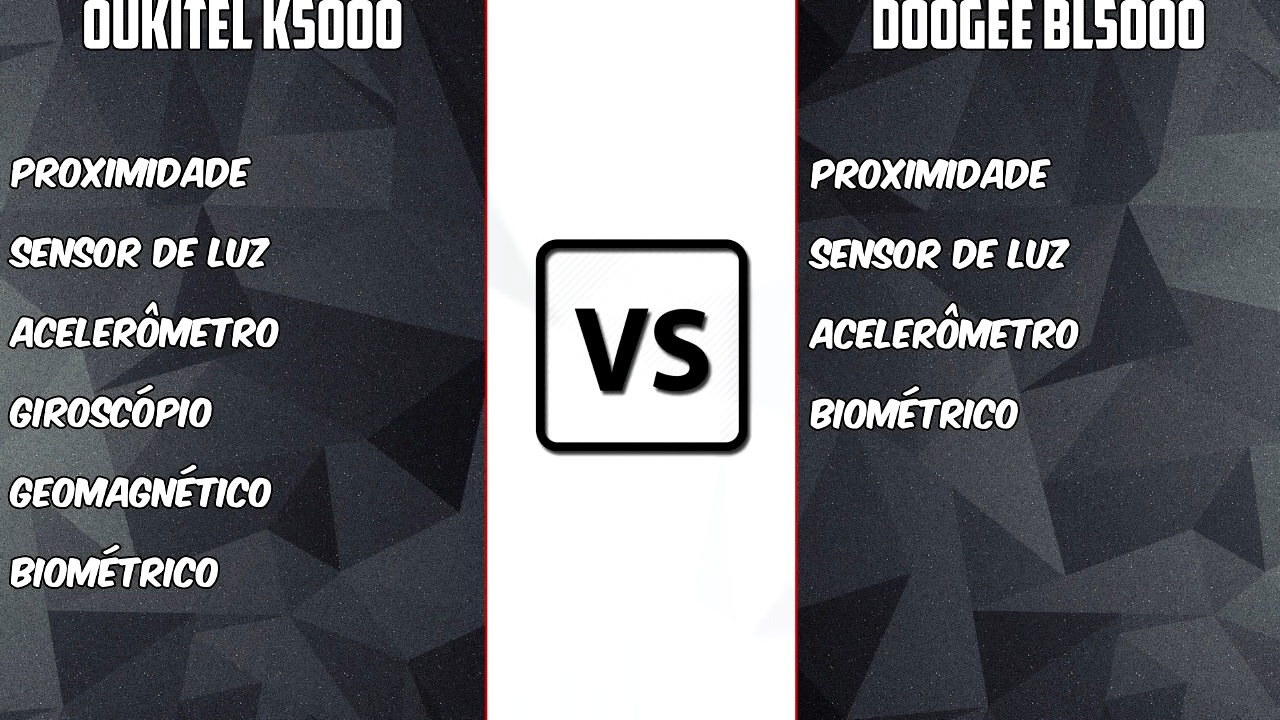 OUKITEL K5000
PROXIMIDADE
SENSOR DE LUZ
ACELERÔMETRO
GIROSCÓPIO
GEOMAGNÉTICO
BIOMÉTRICO
VS
DOOGEE BL5000
PROXIMIDADE
SENSOR DE LUZ
ACELERÔMETRO
BIOMÉTRICO